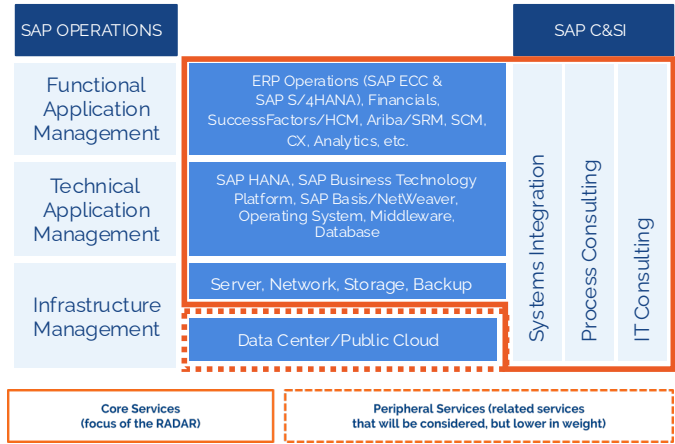 SAP OPERATIONS
SAP C&SI
Functional
Application
Management
ERP Operations (SAP ECC &
SAP S/4HANA), Financials,
SuccessFactors/HCM, Ariba/SRM, SCM,
CX, Analytics, etc.
Technical
Application
Management
SAP HANA, SAP Business Technology
Platform, SAP Basis/NetWeaver,
Operating System, Middleware,
Database
Infrastructure
Management
Server, Network, Storage, Backup
Data Center/Public Cloud
Systems Integration
Process Consulting
IT Consulting
Core Services
(focus of the RADAR)
Peripheral Services (related services
that will be considered, but lower in weight)